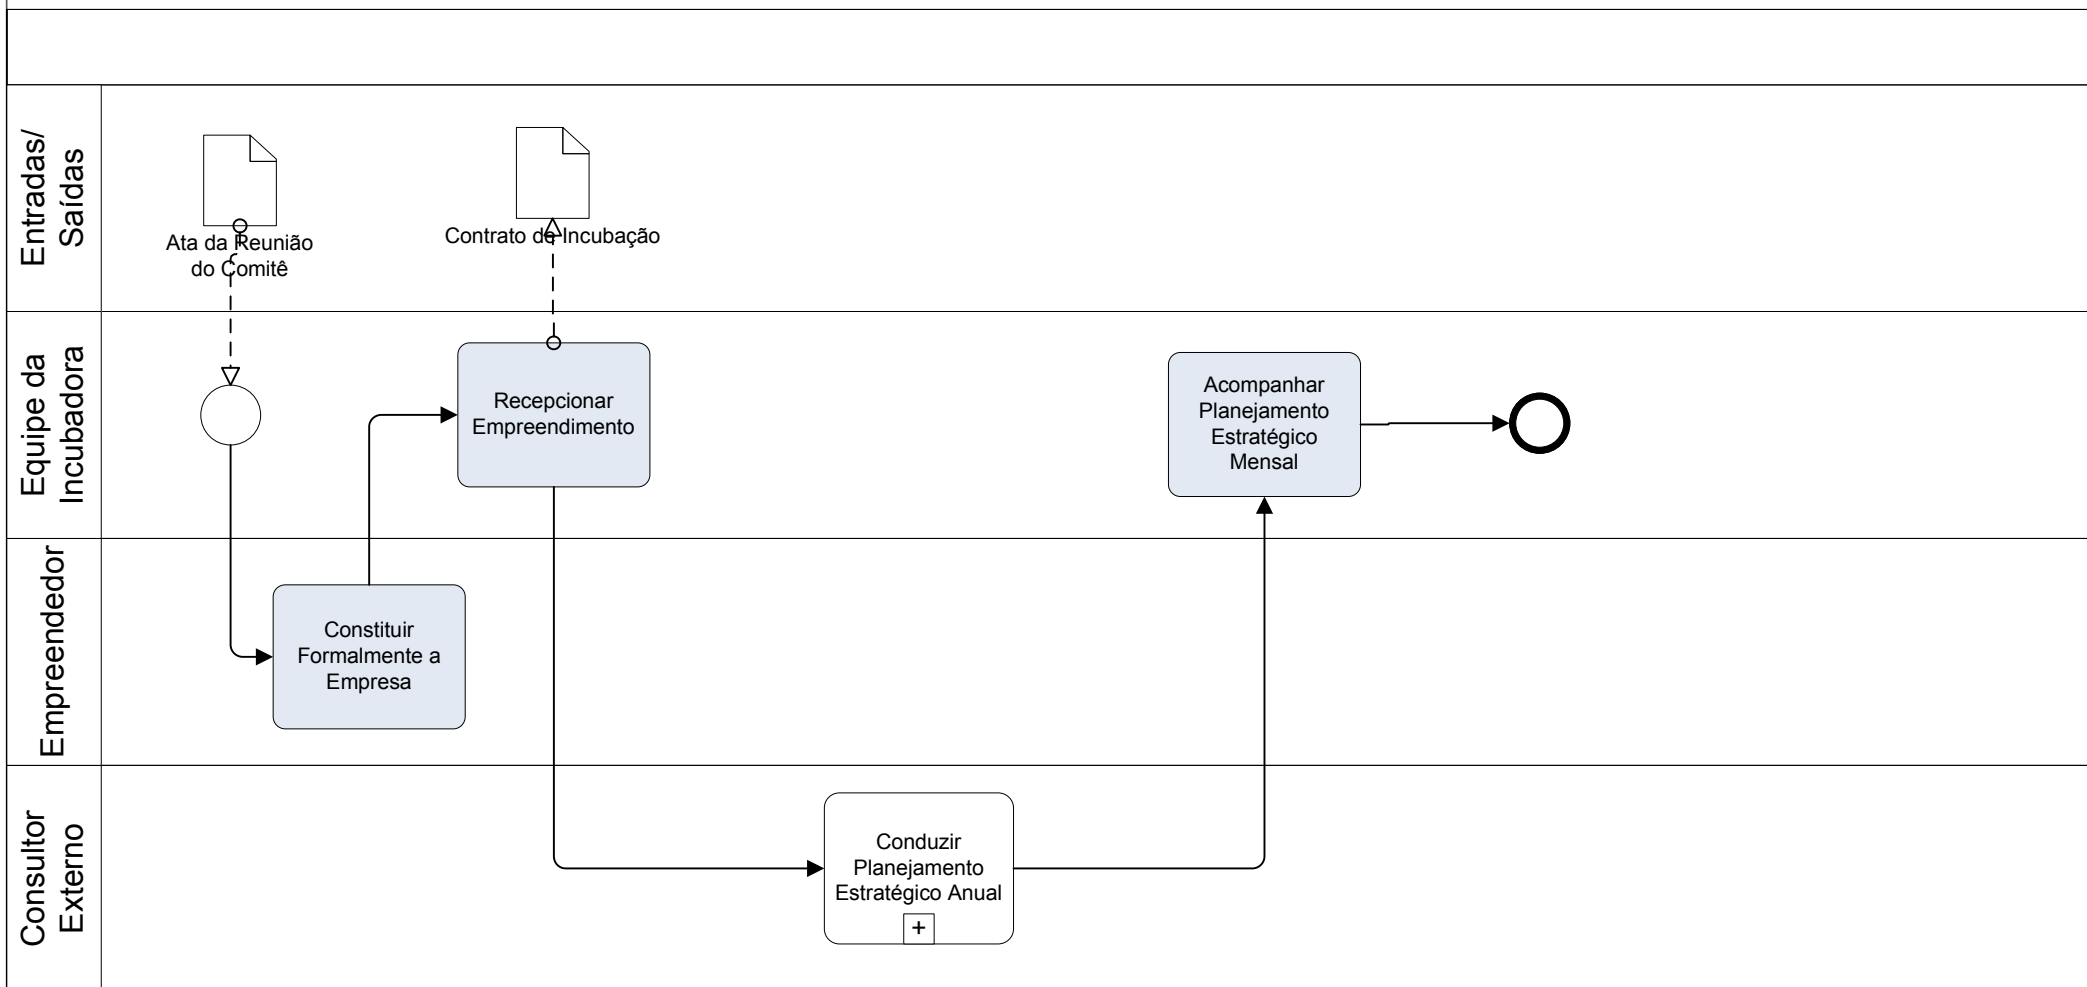 Entradas/
Saídas
Ata da Reunião
do Comitê
Contrato de Incubação
Equipe da
Incubadora
Recepcionar
Empreendimento
Acompanhar
Planejamento
Estratégico
Mensal
Empreendedor
Constituir
Formalmente a
Empresa
Consultor
Externo
Conduzir
Planejamento
Estratégico Anual
+